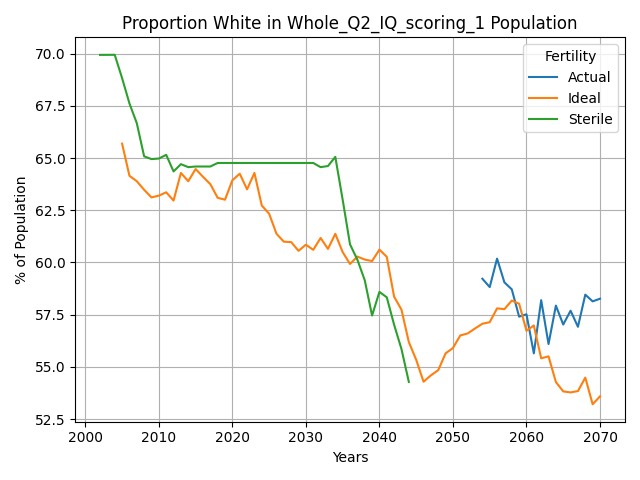 Proportion White in Whole_Q2_IQ_scoring_1 Population
Fertility
Actual
Ideal
Sterile
% of Population
70.0
67.5
65.0
62.5
60.0
57.5
55.0
52.5
2000 2010 2020 2030 2040 2050 2060 2070
Years